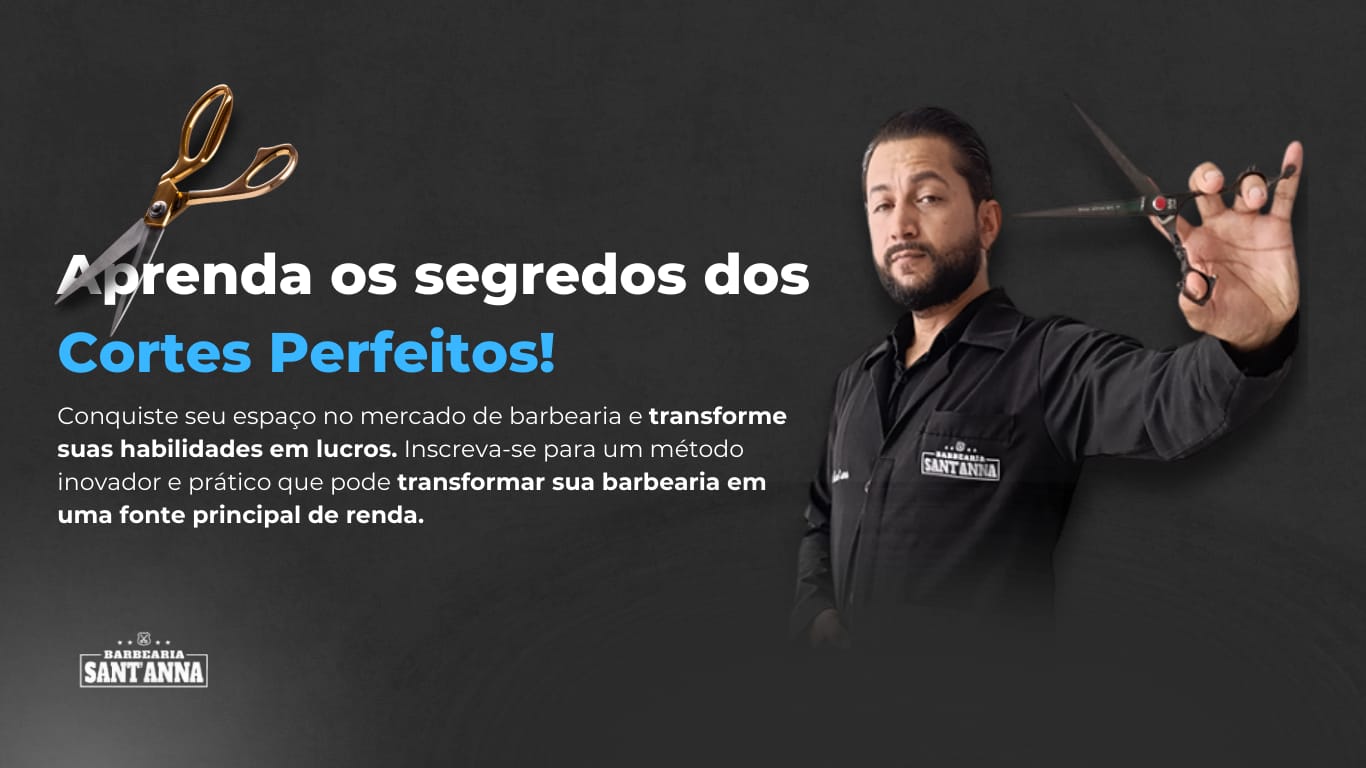 Aprenda os segredos dos
Cortes Perfeitos!
Conquiste seu espaço no mercado de barbearia e transforme
suas habilidades em lucros. Inscreva-se para um método
inovador e prático que pode transformar sua barbearia em
uma fonte principal de renda.
BARBEARIA
SANT'ANNA
BARBEARIA
SANT'ANNA